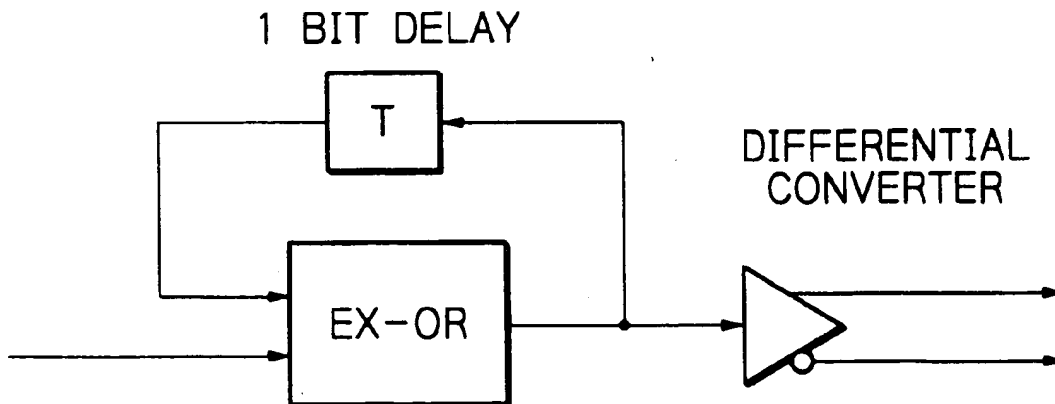 1 BIT DELAY
T
DIFFERENTIAL
CONVERTER
EX-OR